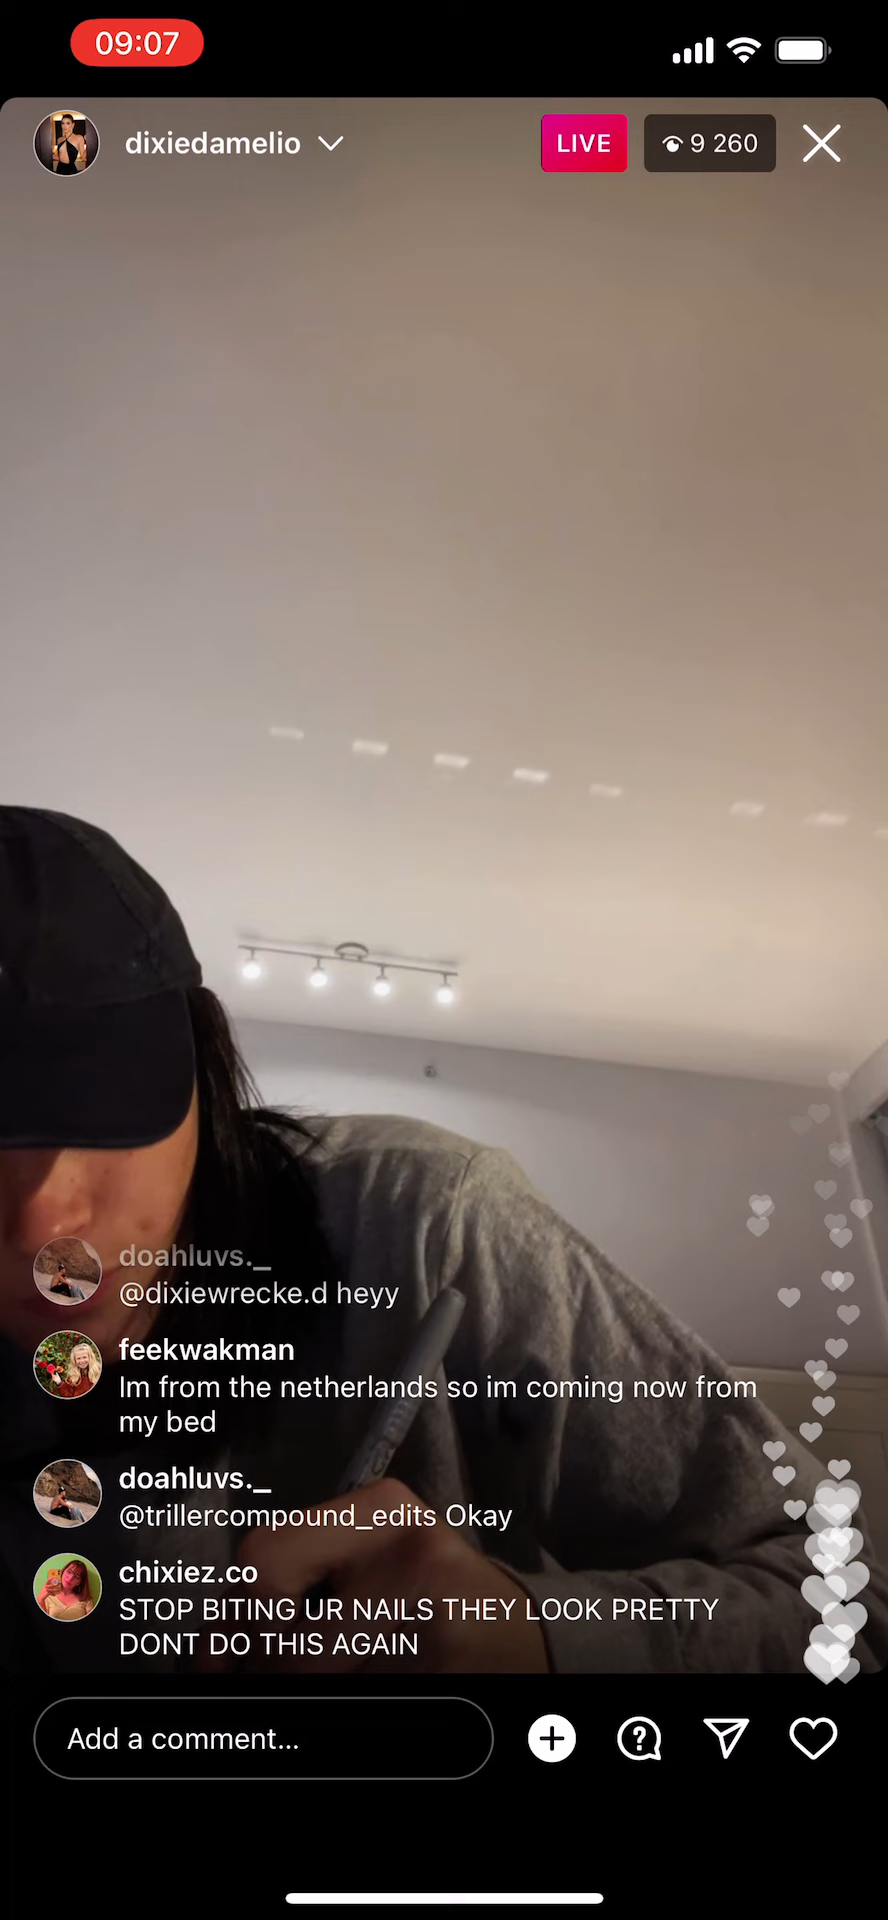 09:07
dixiedamelio
LIVE
9 260
doahluvs._
@dixiewrecke.d heyy
feekwakman
Im from the netherlands so im coming now from
my bed
doahluvs._
@trillercompound_edits Okay
chixiez.co
STOP BITING UR NAILS THEY LOOK PRETTY
DONT DO THIS AGAIN
Add a comment...